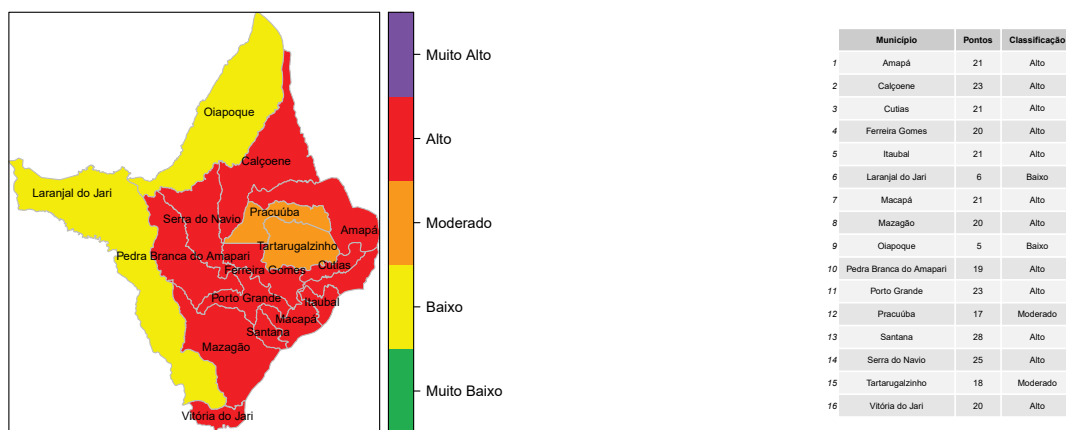 Muito Alto
Alto
Moderado
Baixo
Muito Baixo
Oiapoque
Calçoene
Laranjal do Jari
Serra do Navio
Pracuúba
Amapá
Tartarugalzinho
Pedra Branca do Amapari
Cutias
Ferreira Gomes
Porto Grande
Itaubal
Macapá
Santana
Mazagão
Vitória do Jari
Município Pontos Classificação
1 Amapá 21 Alto
2 Calçoene 23 Alto
3 Cutias 21 Alto
4 Ferreira Gomes 20 Alto
5 Itaubal 21 Alto
6 Laranjal do Jari 6 Baixo
7 Macapá 21 Alto
8 Mazagão 20 Alto
9 Oiapoque 5 Baixo
10 Pedra Branca do Amapari 19 Alto
11 Porto Grande 23 Alto
12 Pracuúba 17 Moderado
13 Santana 28 Alto
14 Serra do Navio 25 Alto
15 Tartarugalzinho 18 Moderado
16 Vitória do Jari 20 Alto